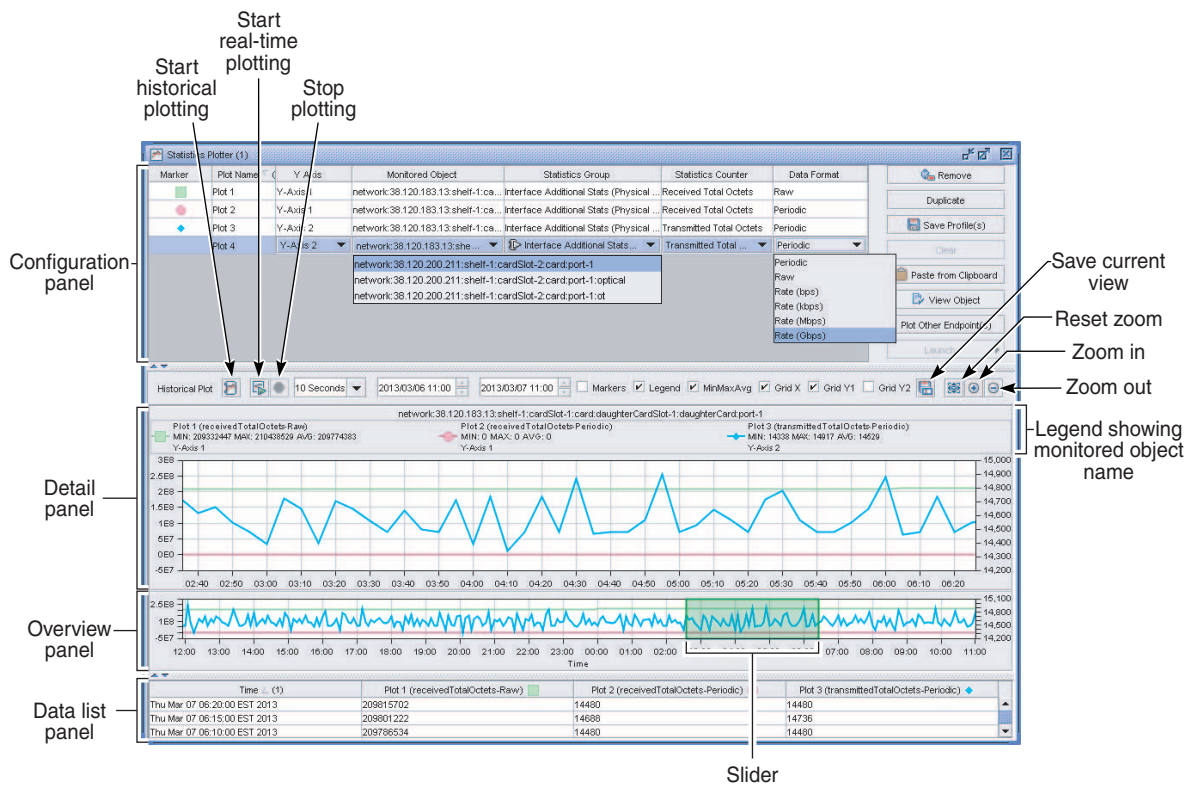 Start
real-time
plotting
Start
historical
plotting
Stop
plotting
Statistics Plotter (1)
Marker Plot Name Y Axis Monitored Object Statistics Group Statistics Counter Data Format
Plot 1 Y-Axis 1 network:38.120.183.13:shelf-1:ca... Interface Additional Stats (Physical ... Received Total Octets Raw
Plot 2 Y-Axis 1 network:38.120.183.13:shelf-1:ca... Interface Additional Stats (Physical ... Received Total Octets Periodic
Plot 3 Y-Axis 2 network:38.120.183.13:shelf-1:ca... Interface Additional Stats (Physical ... Transmitted Total Octets Periodic
Plot 4 Y-Axis 2 network:38.120.183.13:she... Interface Additional Stats... Transmitted Total ... Periodic
network:38.120.200.211:shelf-1:cardSlot-2:card:port-1
network:38.120.200.211:shelf-1:cardSlot-2:card:port-1:optical
network:38.120.200.211:shelf-1:cardSlot-2:card:port-1:ot
Periodic
Raw
Rate (bps)
Rate (kbps)
Rate (Mbps)
Rate (Gbps)
Remove
Duplicate
Save Profile(s)
Clear
Paste from Clipboard
View Object
Plot Other Endpoint(s)
Launch
Configuration
panel
Save current
view
Reset zoom
Zoom in
Zoom out
Historical Plot 10 Seconds 2013/03/06 11:00 2013/03/07 11:00 Markers Legend MinMaxAvg Grid X Grid Y1 Grid Y2
network:38.120.183.13:shelf-1:cardSlot-1:card:daughterCardSlot-1:daughterCard:port-1
Plot 1 (receivedTotalOctets-Raw)
MIN: 209332447 MAX: 210438529 AVG: 209774383
Y-Axis 1
Plot 2 (receivedTotalOctets-Periodic)
MIN: 0 MAX: 0 AVG: 0
Y-Axis 1
Plot 3 (transmittedTotalOctets-Periodic)
MIN: 14338 MAX: 14917 AVG: 14529
Y-Axis 2
Legend showing
monitored object
name
Detail
panel
3E8
2.5E8
2E8
1.5E8
1E8
5E7
0E0
-5E7
15,000
14,900
14,800
14,700
14,600
14,500
14,400
14,300
14,200
02:40 02:50 03:00 03:10 03:20 03:30 03:40 03:50 04:00 04:10 04:20 04:30 04:40 04:50 05:00 05:10 05:20 05:30 05:40 05:50 06:00 06:10 06:20
Overview
panel
2.5E8
1E8
-5E7
15,100
14,800
14,500
14,200
12:00 13:00 14:00 15:00 16:00 17:00 18:00 19:00 20:00 21:00 22:00 23:00 00:00 01:00 02:00 07:00 08:00 09:00 10:00 11:00
Time
Data list
panel
Time (1) Plot 1 (receivedTotalOctets-Raw) Plot 2 (receivedTotalOctets-Periodic) Plot 3 (transmittedTotalOctets-Periodic)
Thu Mar 07 06:20:00 EST 2013 209815702 14480 14480
Thu Mar 07 06:15:00 EST 2013 209801222 14688 14736
Thu Mar 07 06:10:00 EST 2013 209786534 14480 14480
Slider